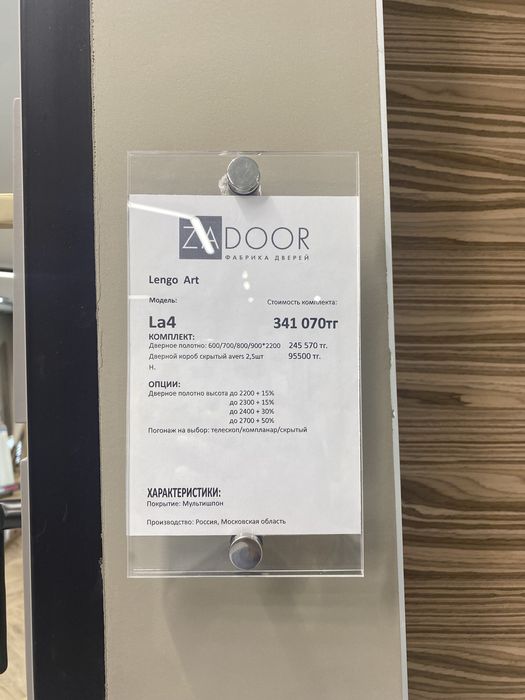 ZADOOR
ФАБРИКА ДВЕРЕЙ
Lengo Art
Модель: Стоимость комплекта:
La4 341 070тг
КОМПЛЕКТ:
Дверное полотно: 600/700/800/900*2200 245 570 тг.
Дверной короб скрытый avers 2,5шт 95500 тг.
Н.
ОПЦИИ:
Дверное полотно высота до 2200 + 15%
до 2300 + 15%
до 2400 + 30%
до 2700 + 50%
Погонаж на выбор: телескоп/компланар/скрытый
ХАРАКТЕРИСТИКИ:
Покрытие: Мультишпон
Производство: Россия, Московская область